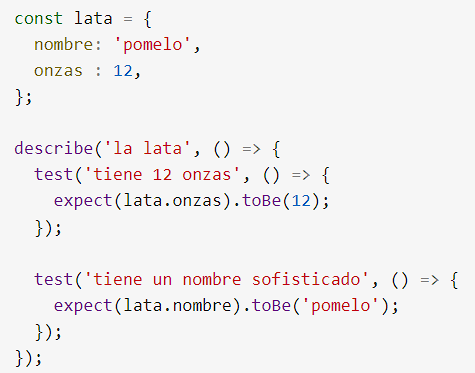 const lata = {
  nombre: 'pomelo',
  onzas : 12,
};

describe('la lata', () => {
  test('tiene 12 onzas', () => {
    expect(lata.onzas).toBe(12);
  });

  test('tiene un nombre sofisticado', () => {
    expect(lata.nombre).toBe('pomelo');
  });
});